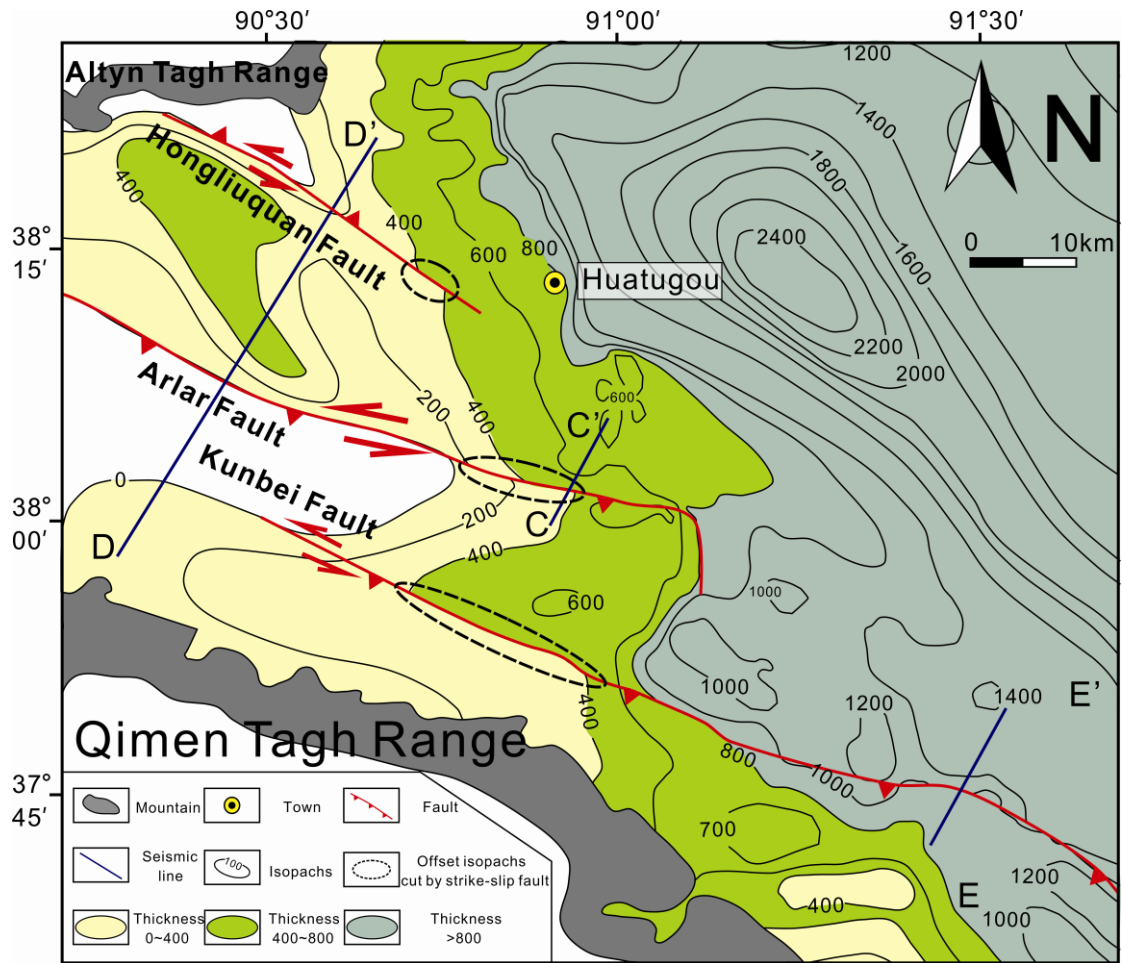 90°30′ 91°00′ 91°30′
Altyn Tagh Range
1200
1400
1800
N
D'
Hongliuquan Fault
400
400
600
800
2400
1600
38°
15′
0 10km
Huatugou
2200
2000
Arlar Fault
200
400
600
C'
Kunbei Fault
0
200
C
38°
00′
D
400
600
1000
1000
400
1200
1400
E'
Qimen Tagh Range
800
1000
37°
45′
700
E
400
1200
1000
Mountain
Town
Fault
Seismic
line
100
Isopachs
Offset isopachs
cut by strike-slip fault
Thickness
0~400
Thickness
400~800
Thickness
>800